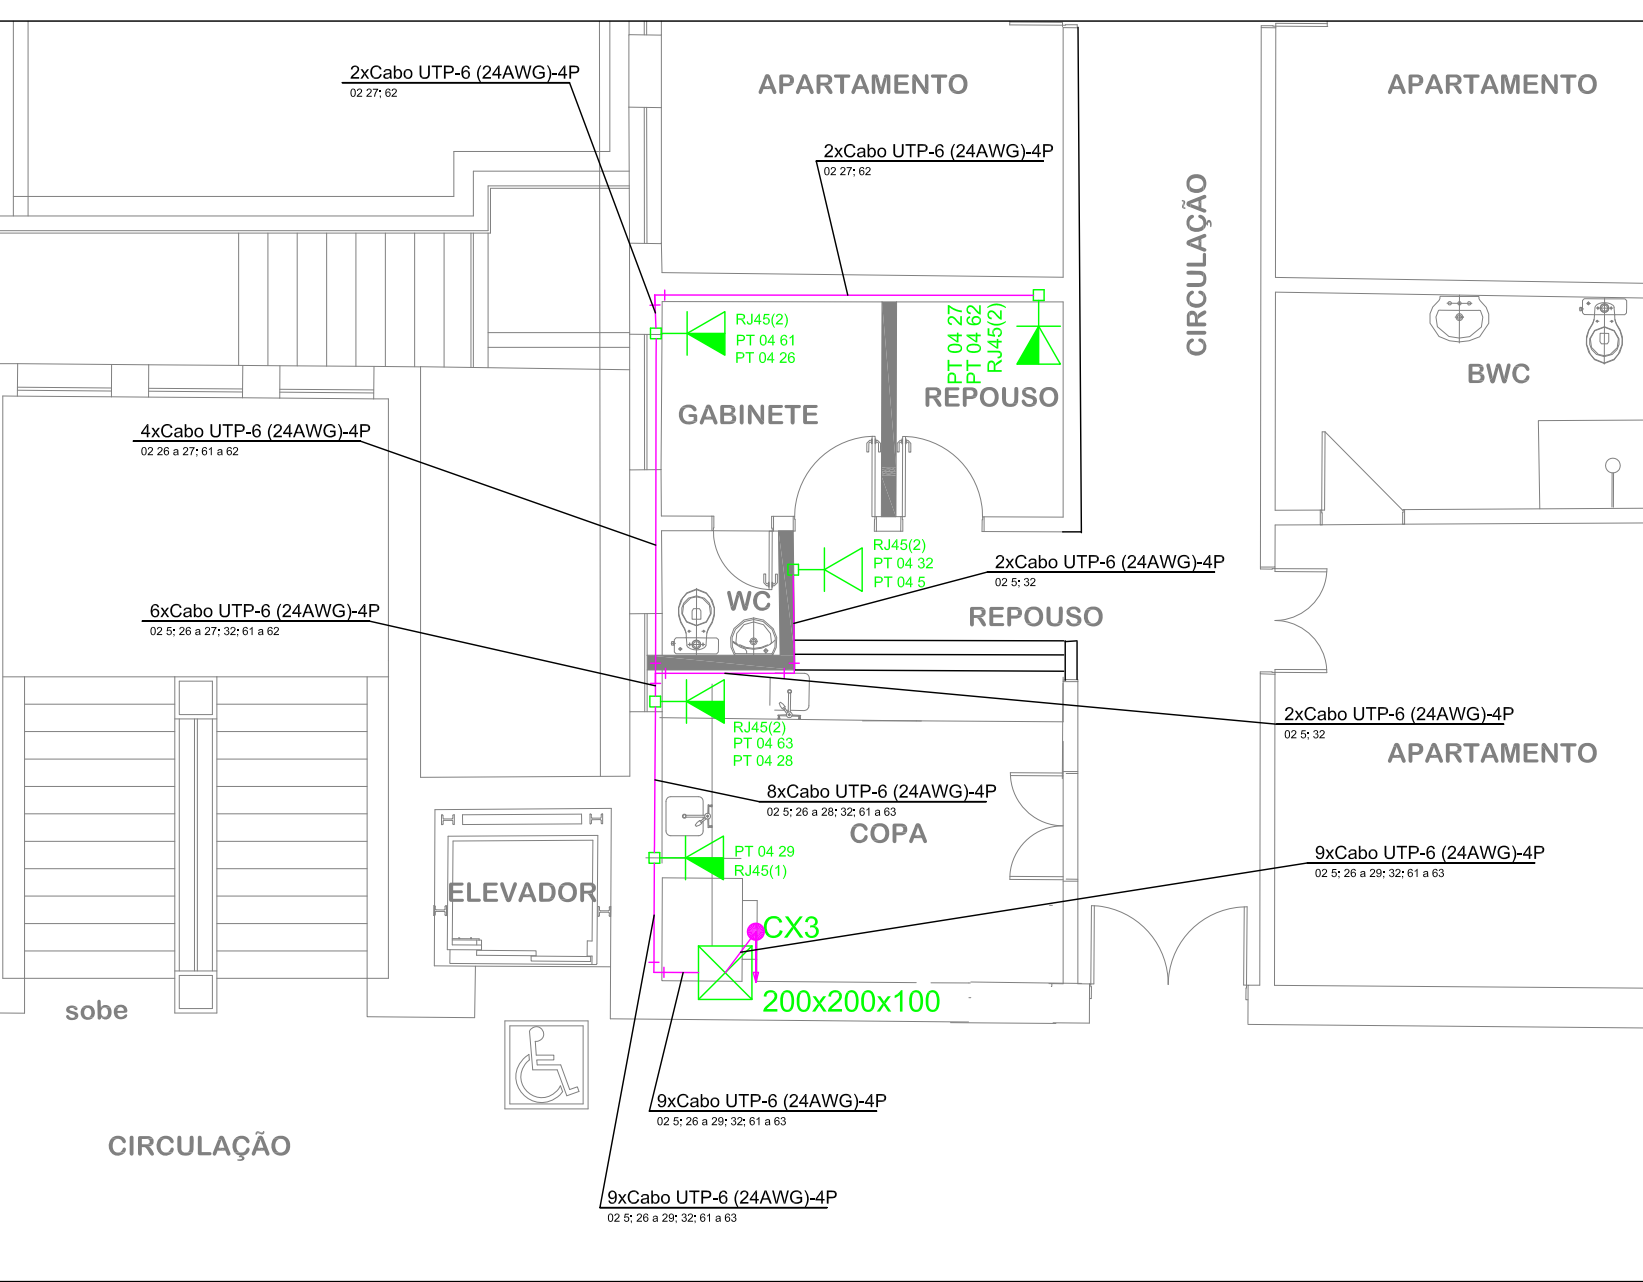 2xCabo UTP-6 (24AWG)-4P
02 27; 62
APARTAMENTO
APARTAMENTO
2xCabo UTP-6 (24AWG)-4P
02 27; 62
CIRCULAÇÃO
RJ45(2)
PT 04 61
PT 04 26
PT 04 27
PT 04 62
RJ45(2)
BWC
REPOUSO
GABINETE
4xCabo UTP-6 (24AWG)-4P
02 26 a 27; 61 a 62
RJ45(2)
PT 04 32
PT 04 5
2xCabo UTP-6 (24AWG)-4P
02 5; 32
WC
6xCabo UTP-6 (24AWG)-4P
02 5; 26 a 27; 32; 61 a 62
REPOUSO
RJ45(2)
PT 04 63
PT 04 28
2xCabo UTP-6 (24AWG)-4P
02 5; 32
APARTAMENTO
8xCabo UTP-6 (24AWG)-4P
02 5; 26 a 28; 32; 61 a 63
COPA
PT 04 29
RJ45(1)
9xCabo UTP-6 (24AWG)-4P
02 5; 26 a 29; 32; 61 a 63
ELEVADOR
CX3
200x200x100
sobe
9xCabo UTP-6 (24AWG)-4P
02 5; 26 a 29; 32; 61 a 63
CIRCULAÇÃO
9xCabo UTP-6 (24AWG)-4P
02 5; 26 a 29; 32; 61 a 63